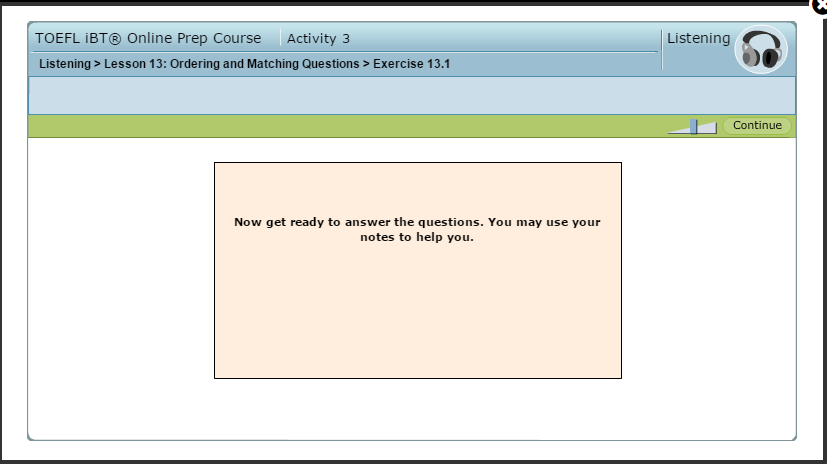 TOEFL iBT® Online Prep Course Activity 3 Listening
Listening > Lesson 13: Ordering and Matching Questions > Exercise 13.1
Continue
Now get ready to answer the questions. You may use your
notes to help you.